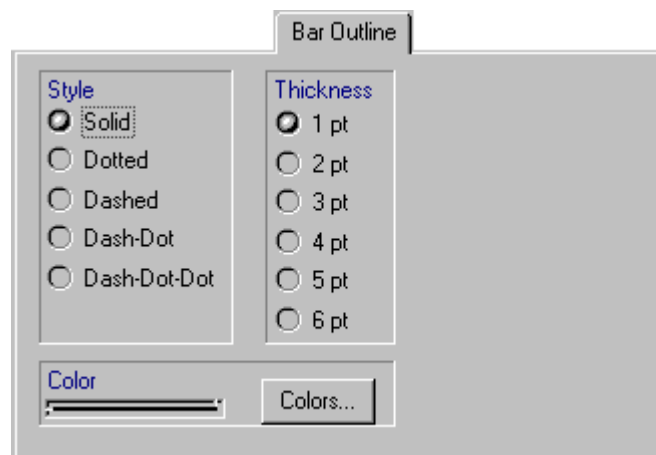 Bar Outline
Style
Solid
Dotted
Dashed
Dash-Dot
Dash-Dot-Dot
Thickness
1 pt
2 pt
3 pt
4 pt
5 pt
6 pt
Color
Colors...